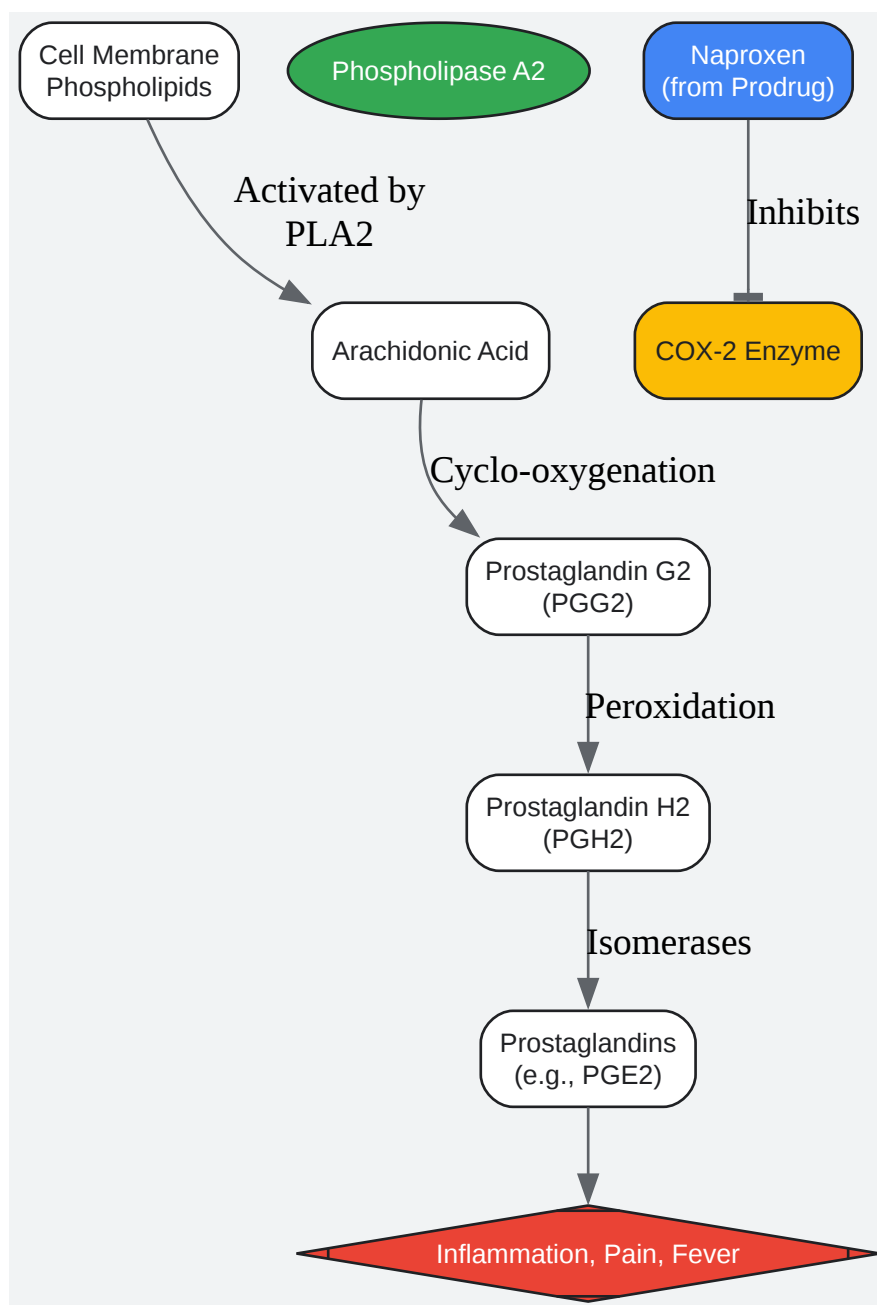 Cell Membrane
Phospholipids
Phospholipase A2
Naproxen
(from Prodrug)
Activated by
PLA2
Inhibits
Arachidonic Acid
COX-2 Enzyme
Cyclo-oxygenation
Prostaglandin G2
(PGG2)
Peroxidation
Prostaglandin H2
(PGH2)
Isomerases
Prostaglandins
(e.g., PGE2)
Inflammation, Pain, Fever